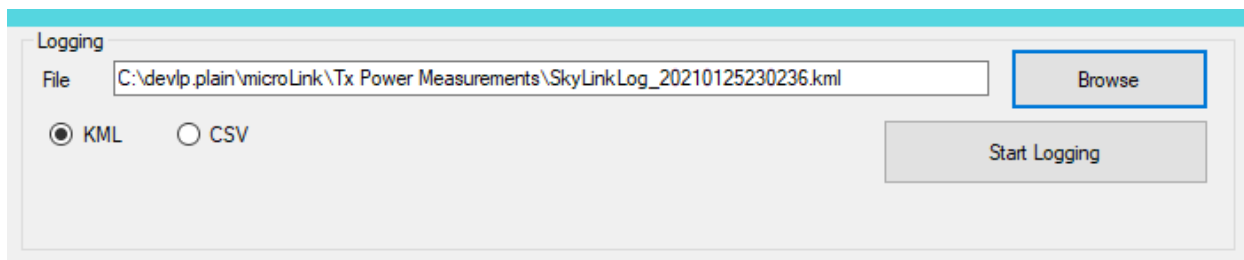 Logging
File C:\devlp.plain\microLink\Tx Power Measurements\SkyLinkLog_20210125230236.kml Browse
KML CSV
Start Logging